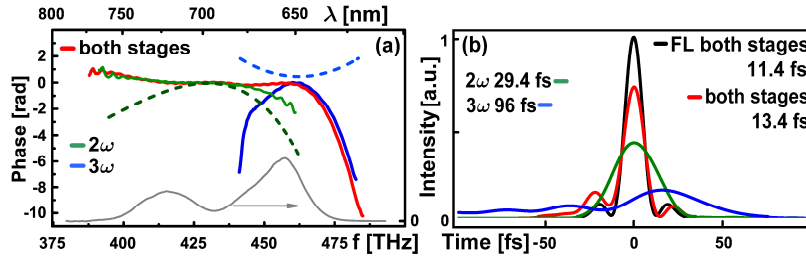 800 750 700 650 λ [nm]
both stages (a)
Phase [rad]
2 0 -2 -4 -6 -8 -10
2ω
3ω
0
375 400 425 450 475 f [THz]
(b)
Intensity[a.u.]
1
0
FL both stages
11.4 fs
both stages
13.4 fs
2ω 29.4 fs
3ω 96 fs
Time [fs] -50 0 50